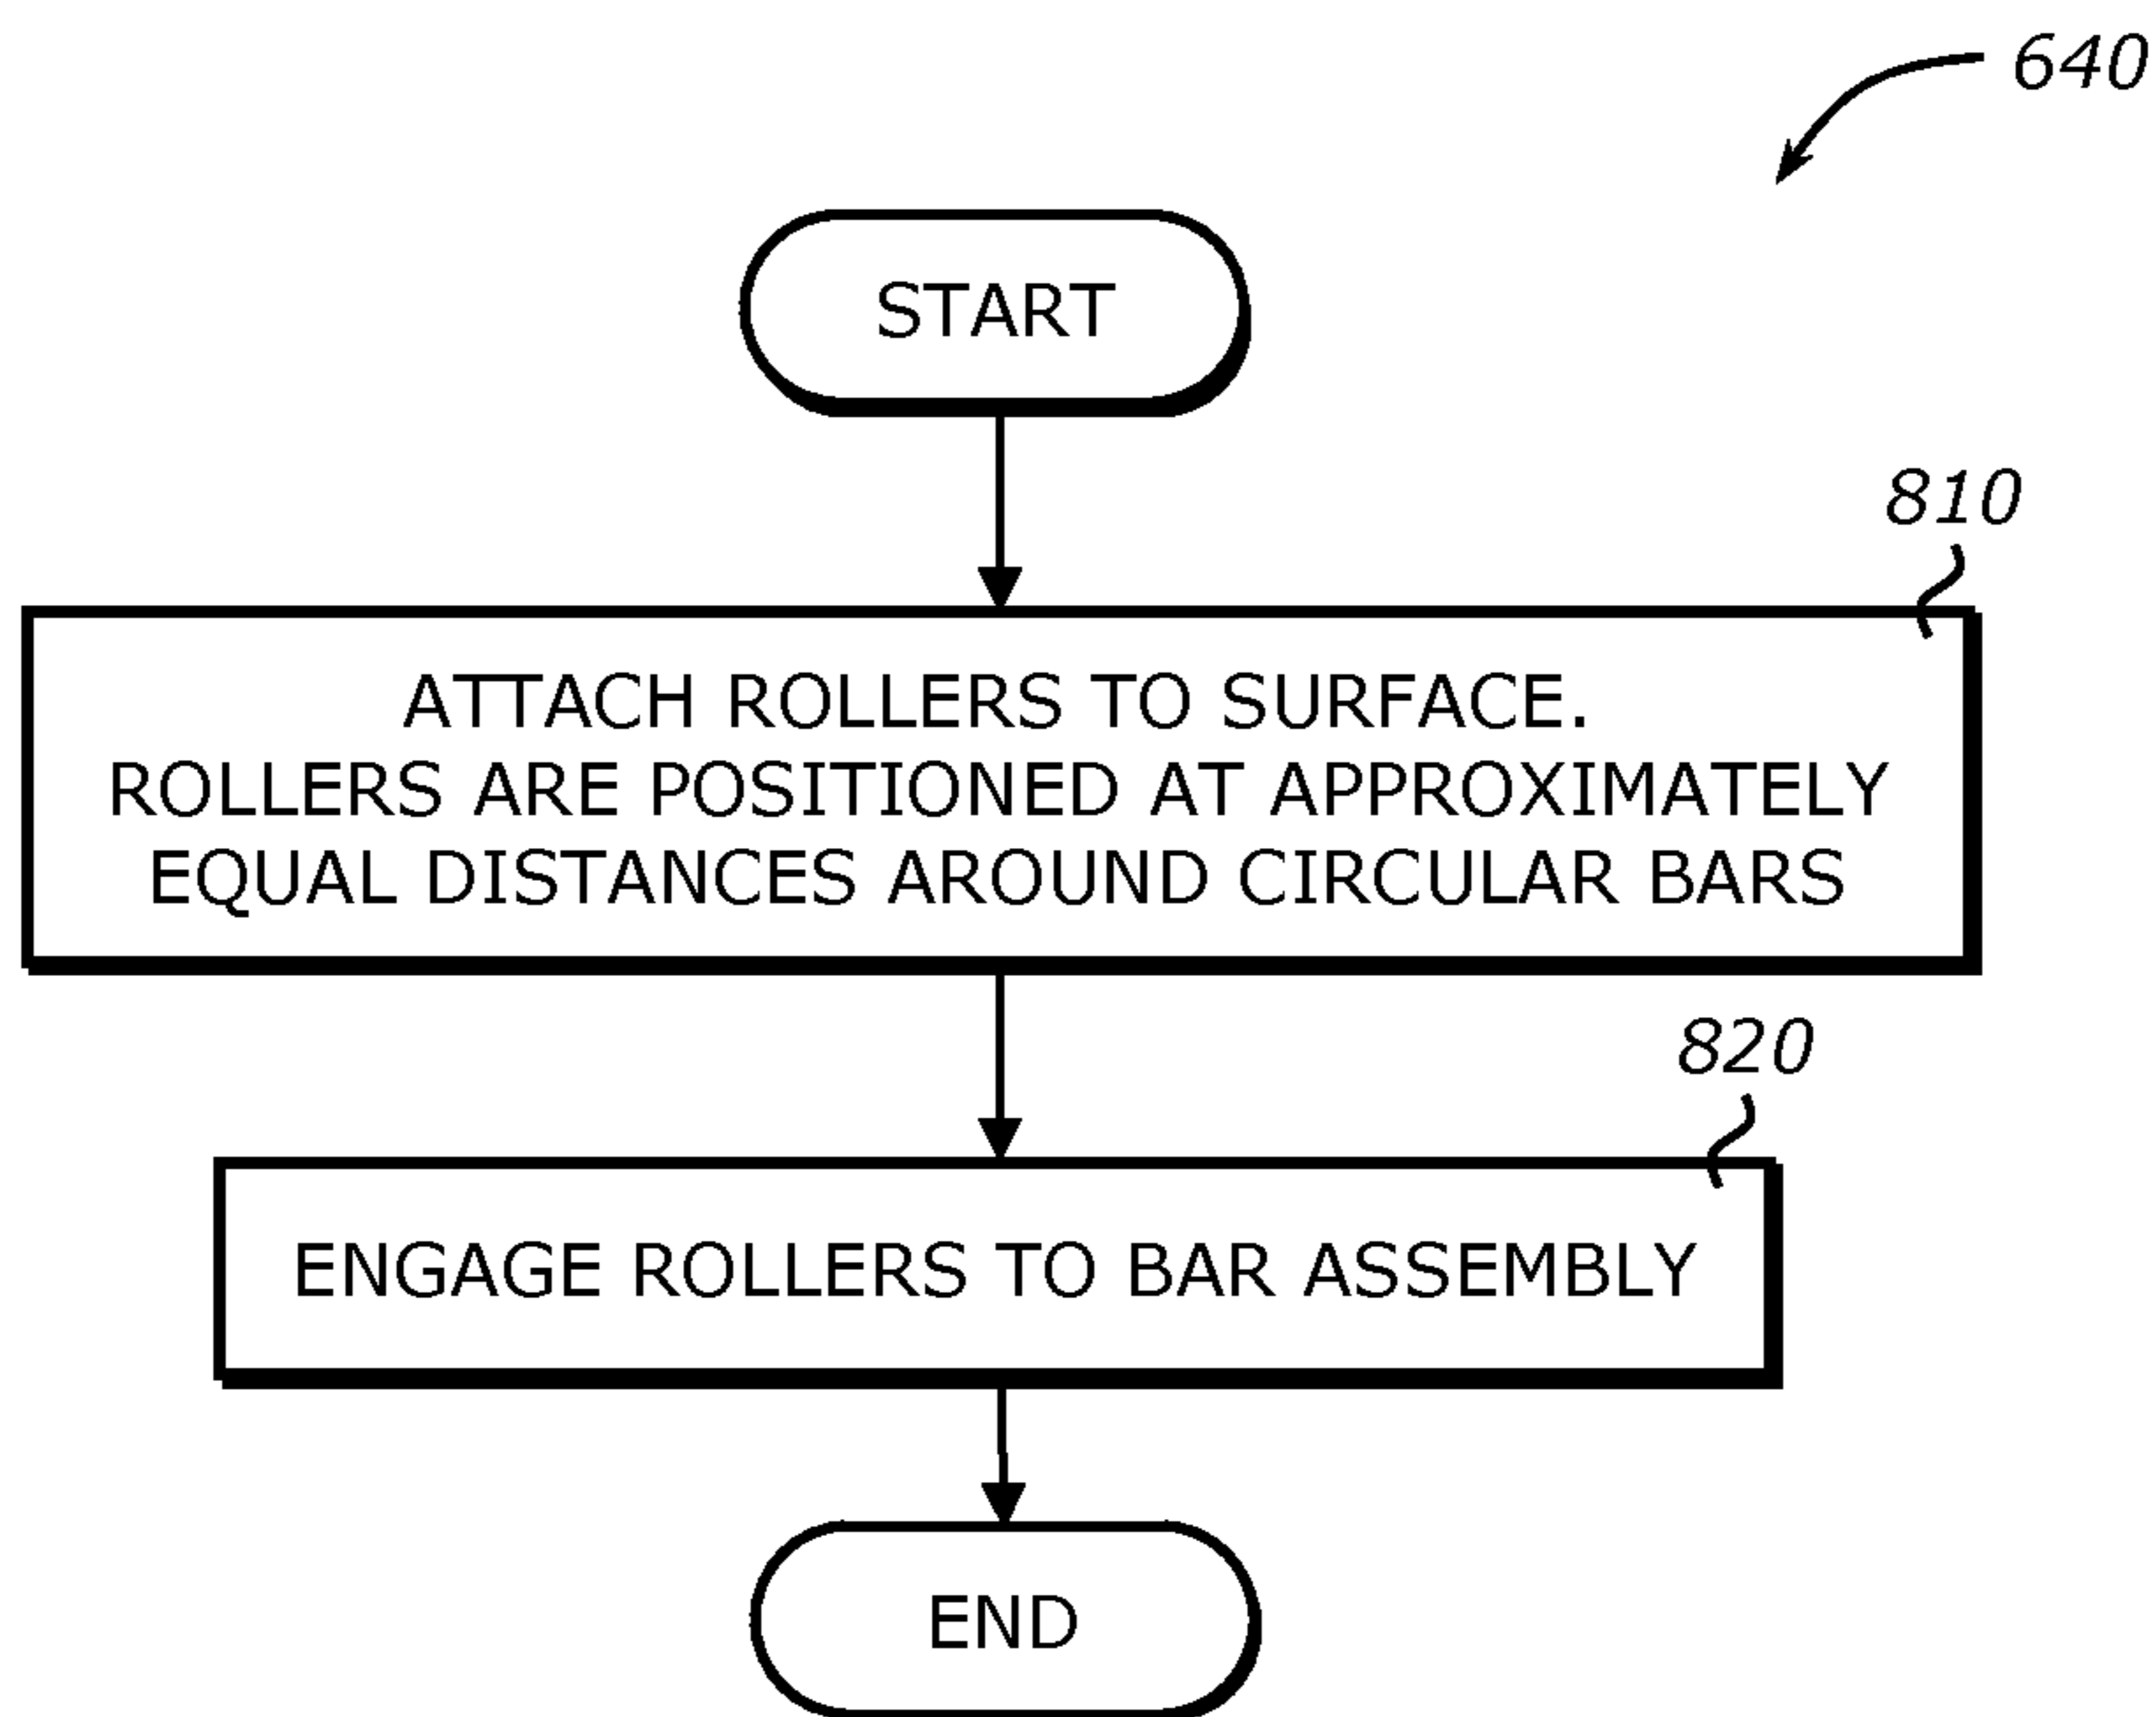 640
START
810
ATTACH ROLLERS TO SURFACE.
ROLLERS ARE POSITIONED AT APPROXIMATELY
EQUAL DISTANCES AROUND CIRCULAR BARS
820
ENGAGE ROLLERS TO BAR ASSEMBLY
END